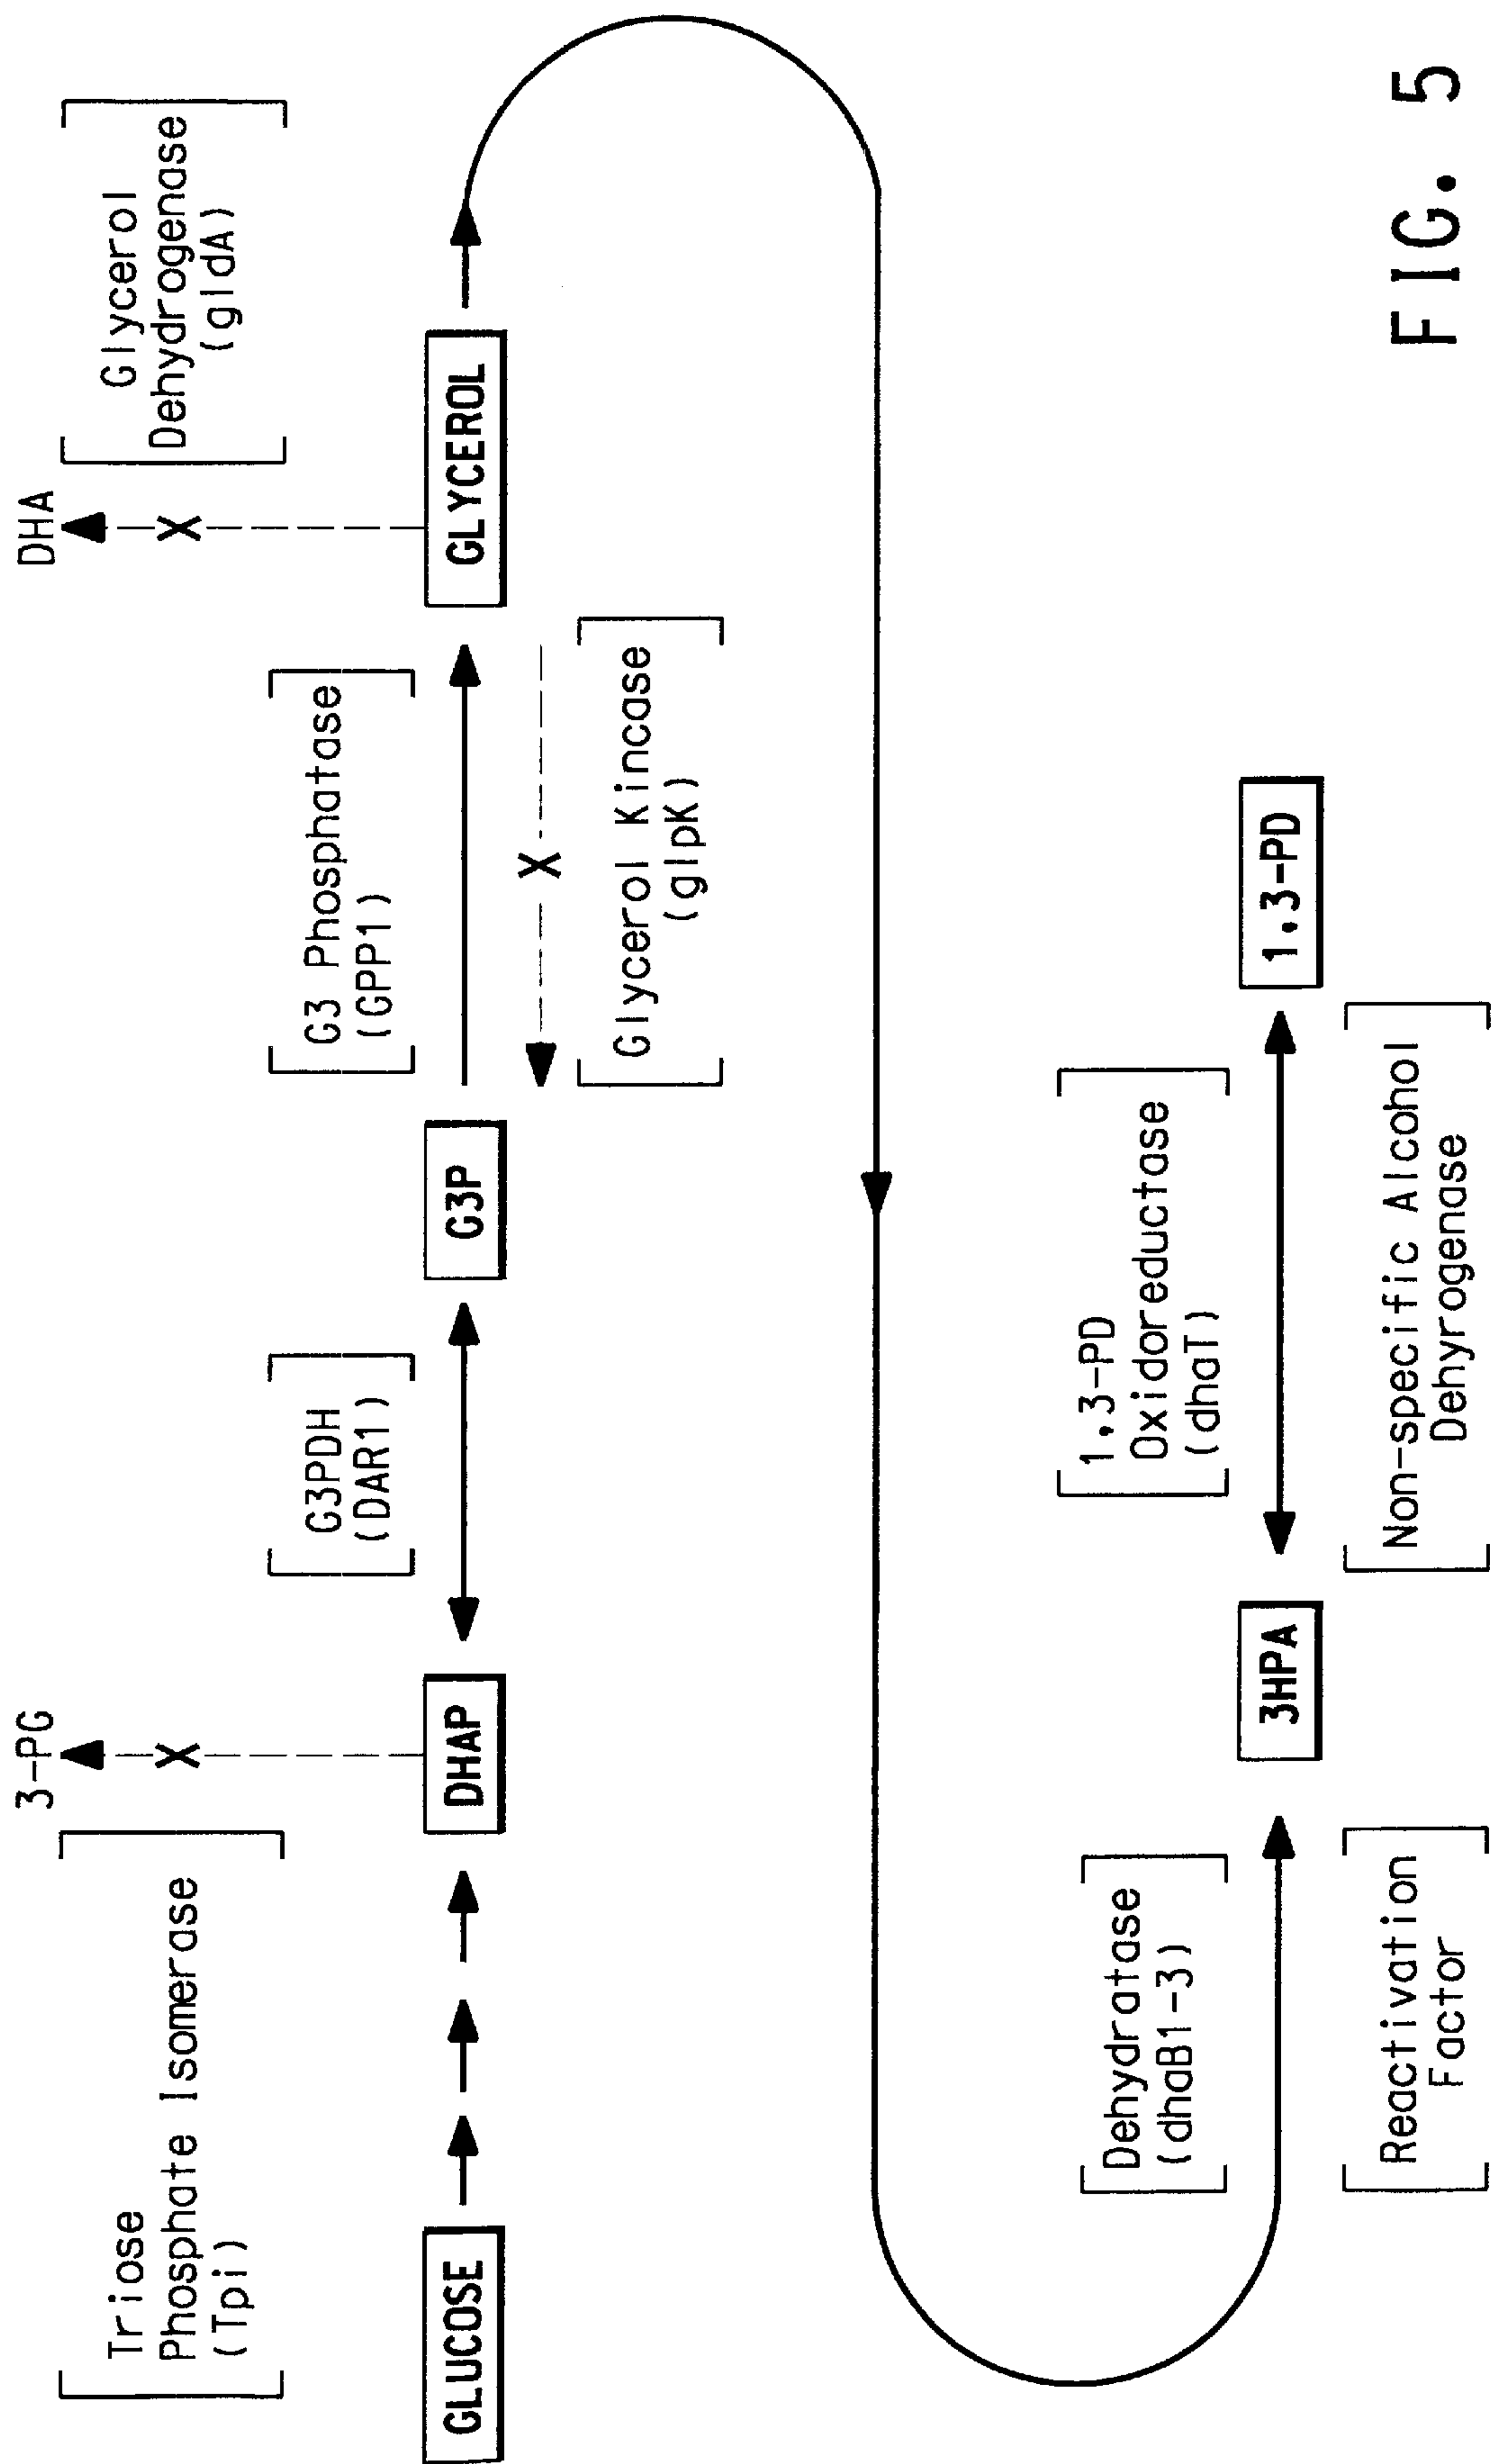 3-PG
DHA
Triose
Phosphate Isomerase
(Tpi)
Glycerol
Dehydrogenase
(gldA)
G3PDH
(DAR1)
G3 Phosphatase
(GPP1)
GLUCOSE
DHAP
G3P
GLYCEROL
X
X
X
Glycerol Kincase
(glpK)
Dehydratase
(dhaB1-3)
1,3-PD
Oxidoreductase
(dhaT)
3HPA
1,3-PD
Reactivation
Factor
Non-specific Alcohol
Dehyrogenase
FIG. 5